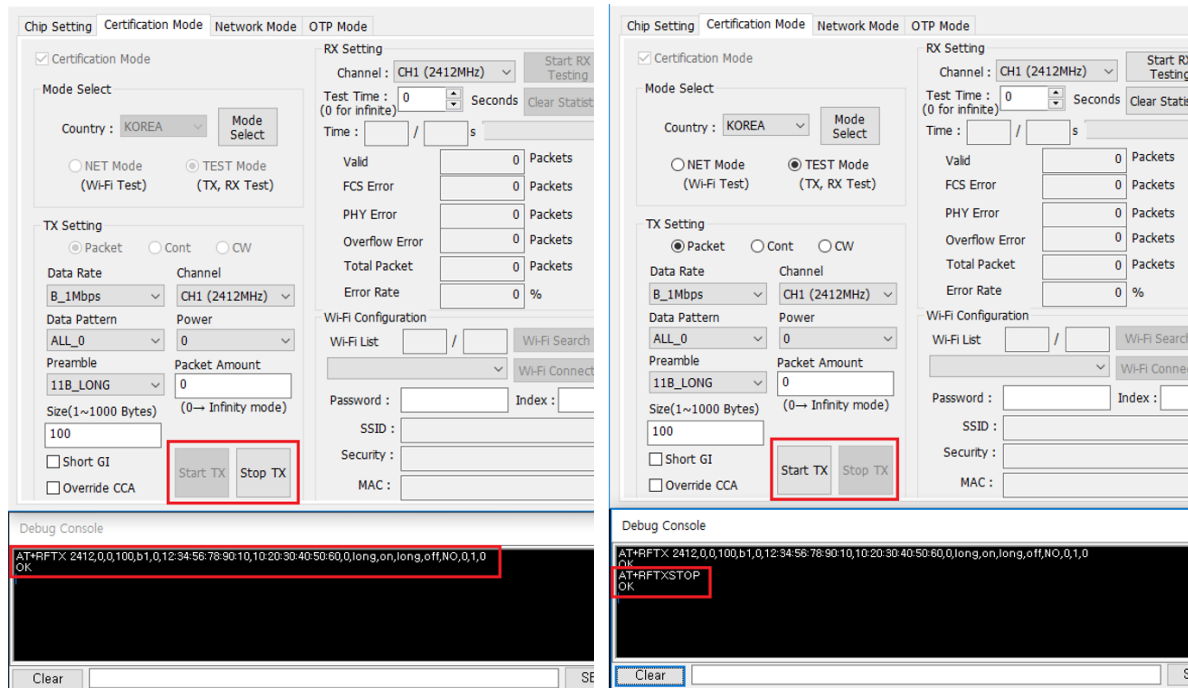 Chip Setting Certification Mode Network Mode OTP Mode
Certification Mode
Mode Select
Country : KOREA
Mode Select
NET Mode
(Wi-Fi Test)
TEST Mode
(TX, RX Test)
TX Setting
Packet Cont CW
Data Rate Channel
B_1Mbps CH1 (2412MHz)
Data Pattern Power
ALL_0 0
Preamble Packet Amount
11B_LONG 0
Size(1~1000 Bytes) (0→ Infinity mode)
100
Short GI
Override CCA
Start TX Stop TX
RX Setting
Channel : CH1 (2412MHz)
Start RX
Testing
Test Time : 0 Seconds
(0 for infinite)
Clear Statist
Time : / s
Valid 0 Packets
FCS Error 0 Packets
PHY Error 0 Packets
Overflow Error 0 Packets
Total Packet 0 Packets
Error Rate 0 %
Wi-Fi Configuration
Wi-Fi List / Wi-Fi Search
Wi-Fi Connect
Password : Index :
SSID :
Security :
MAC :
Debug Console
AT+RFTX 2412,0,0,100,b1,0,12:34:56:78:90:10,10:20:30:40:50:60,0,long,on,long,off,NO,0,1,0
OK
Clear SE
Chip Setting Certification Mode Network Mode OTP Mode
Certification Mode
Mode Select
Country : KOREA
Mode Select
NET Mode
(Wi-Fi Test)
TEST Mode
(TX, RX Test)
TX Setting
Packet Cont CW
Data Rate Channel
B_1Mbps CH1 (2412MHz)
Data Pattern Power
ALL_0 0
Preamble Packet Amount
11B_LONG 0
Size(1~1000 Bytes) (0→ Infinity mode)
100
Short GI
Override CCA
Start TX Stop TX
RX Setting
Channel : CH1 (2412MHz)
Start RX
Testing
Test Time : 0 Seconds
(0 for infinite)
Clear Statis
Time : / s
Valid 0 Packets
FCS Error 0 Packets
PHY Error 0 Packets
Overflow Error 0 Packets
Total Packet 0 Packets
Error Rate 0 %
Wi-Fi Configuration
Wi-Fi List / Wi-Fi Search
Wi-Fi Connec
Password : Index :
SSID :
Security :
MAC :
Debug Console
AT+RFTX 2412,0,0,100,b1,0,12:34:56:78:90:10,10:20:30:40:50:60,0,long,on,long,off,NO,0,1,0
OK
AT+RFTXSTOP
OK
Clear S